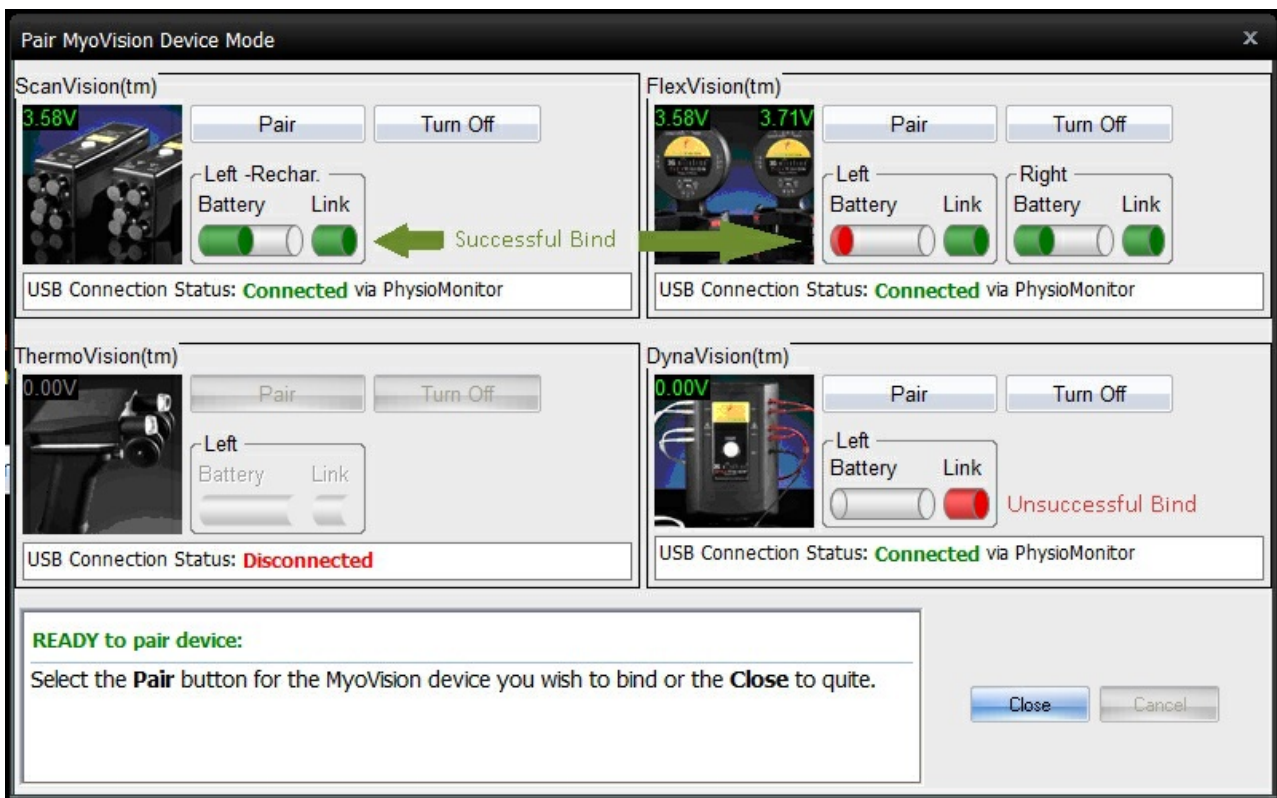 Pair MyoVision Device Mode
x
ScanVision(tm)
3.58V
Pair
Turn Off
Left -Rechar.
Battery Link
Successful Bind
USB Connection Status: Connected via PhysioMonitor
FlexVision(tm)
3.58V 3.71V
Pair
Turn Off
Left
Battery Link
Right
Battery Link
USB Connection Status: Connected via PhysioMonitor
ThermoVision(tm)
0.00V
Pair
Turn Off
Left
Battery Link
USB Connection Status: Disconnected
DynaVision(tm)
0.00V
Pair
Turn Off
Left
Battery Link
Unsuccessful Bind
USB Connection Status: Connected via PhysioMonitor
READY to pair device:
Select the Pair button for the MyoVision device you wish to bind or the Close to quite.
Close
Cancel